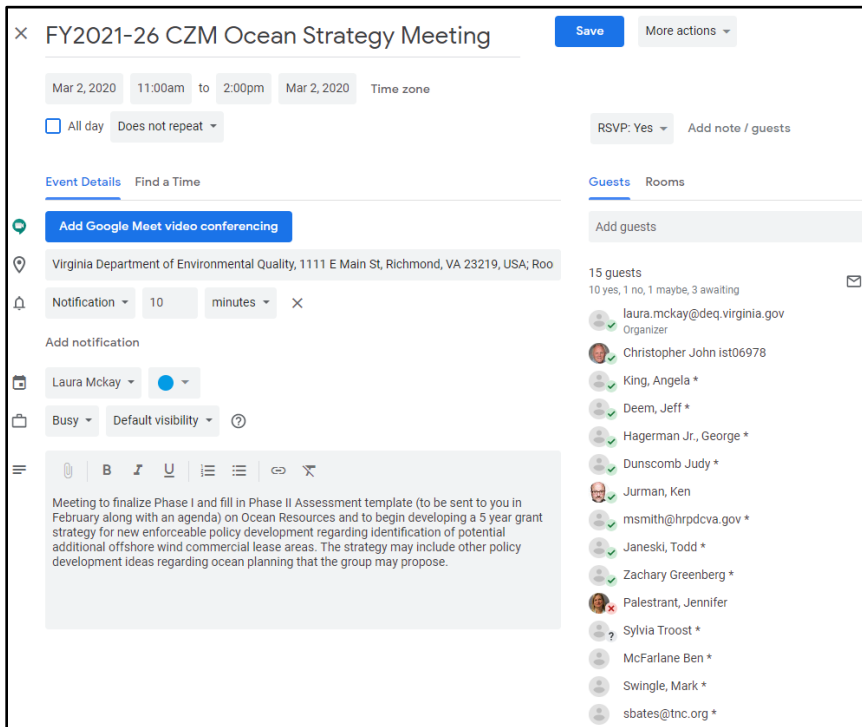 FY2021-26 CZM Ocean Strategy Meeting
Save
More actions
Mar 2, 2020 11:00am to 2:00pm Mar 2, 2020 Time zone
All day Does not repeat
RSVP: Yes Add note / guests
Event Details Find a Time
Guests Rooms
Add Google Meet video conferencing
Add guests
Virginia Department of Environmental Quality, 1111 E Main St, Richmond, VA 23219, USA; Roo
Notification 10 minutes
Add notification
Laura Mckay
Busy Default visibility
B I U
Meeting to finalize Phase I and fill in Phase II Assessment template (to be sent to you in
February along with an agenda) on Ocean Resources and to begin developing a 5 year grant
strategy for new enforceable policy development regarding identification of potential
additional offshore wind commercial lease areas. The strategy may include other policy
development ideas regarding ocean planning that the group may propose.
15 guests
10 yes, 1 no, 1 maybe, 3 awaiting
laura.mckay@deq.virginia.gov
Organizer
Christopher John ist06978
King, Angela *
Deem, Jeff *
Hagerman Jr., George *
Dunscomb Judy *
Jurman, Ken
msmith@hrpdcva.gov *
Janeski, Todd *
Zachary Greenberg *
Palestrant, Jennifer
Sylvia Troost *
McFarlane Ben *
Swingle, Mark *
sbates@tnc.org *